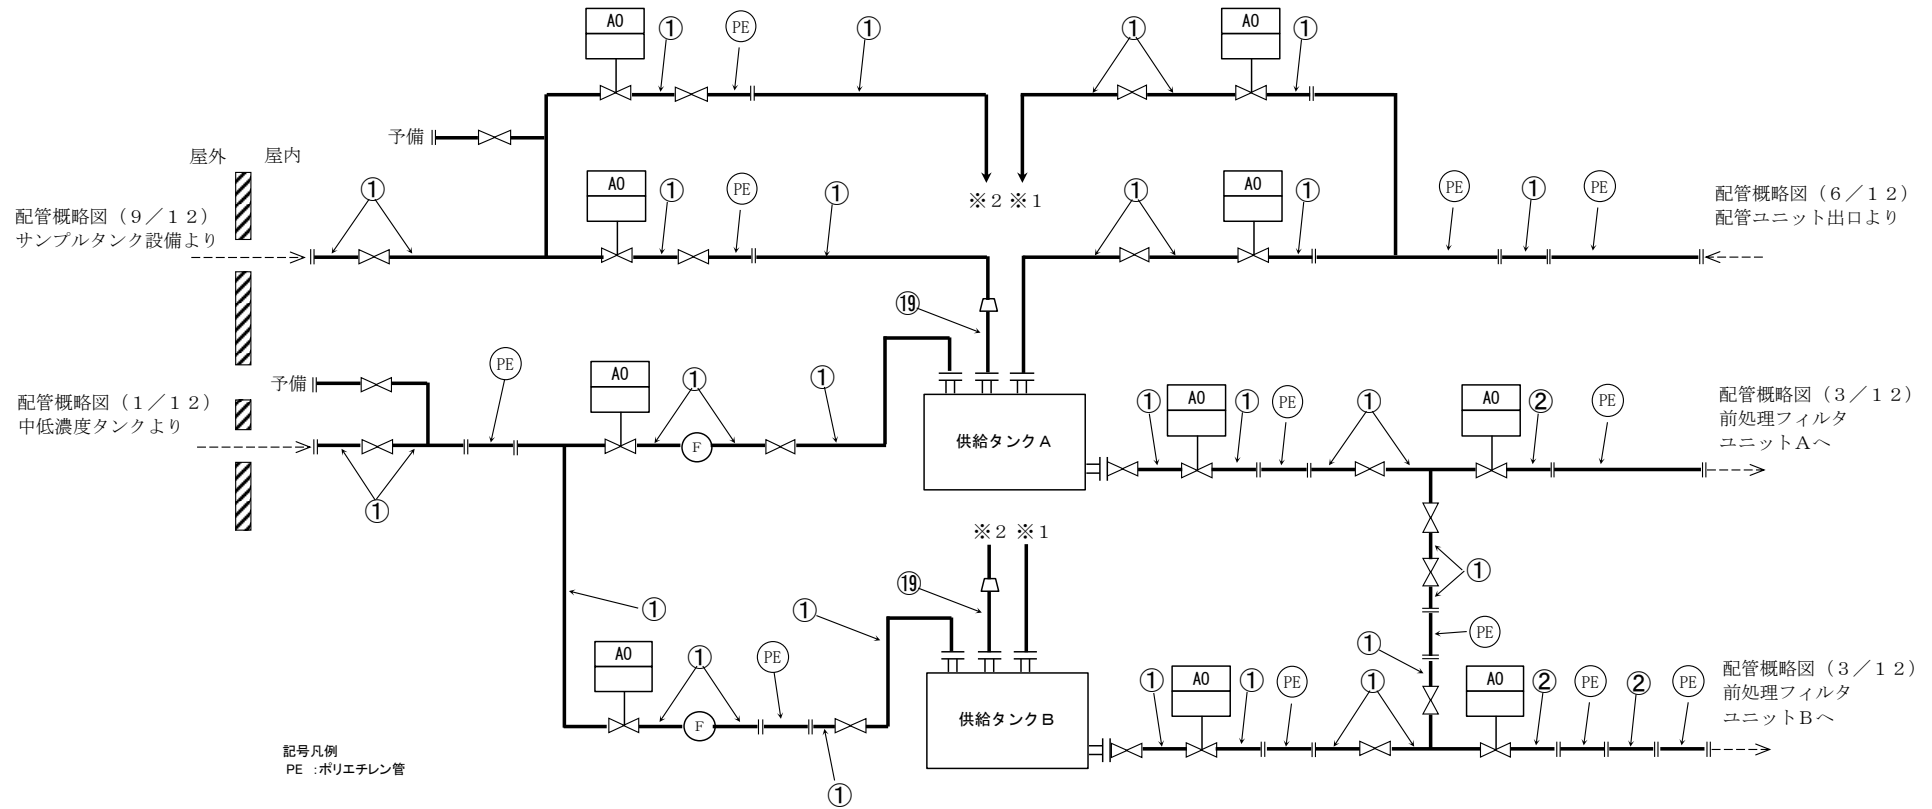 AO
①
PE
①
①
AO
①
予備
屋外
屋内
①
AO
①
PE
①
※2
※1
①
AO
①
PE
①
PE
配管概略図（9／12）
サンプルタンク設備より
配管概略図（6／12）
配管ユニット出口より
⑲
予備
PE
AO
①
①
F
配管概略図（1／12）
中低濃度タンクより
①
供給タンクA
①
AO
①
PE
①
AO
②
PE
配管概略図（3／12）
前処理フィルタ
ユニットAへ
※2
※1
①
①
①
⑲
PE
①
AO
①
F
PE
①
供給タンクB
①
AO
①
PE
①
AO
②
PE
②
PE
配管概略図（3／12）
前処理フィルタ
ユニットBへ
記号凡例
PE ：ポリエチレン管